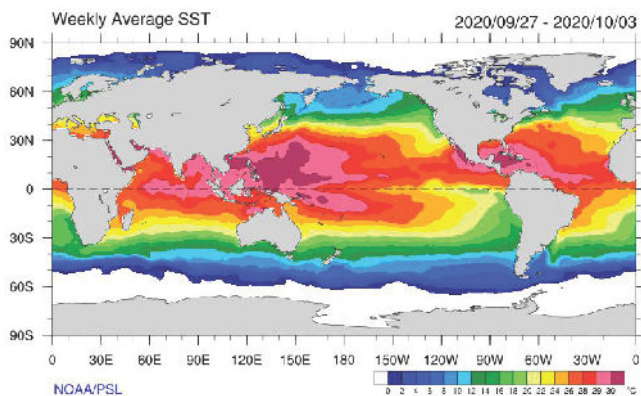 Weekly Average SST 2020/09/27 - 2020/10/03
90N
60N
30N
0
30S
60S
90S
0 30E 60E 90E 120E 150E 180 150W 120W 90W 60W 30W 0
0 2 4 6 8 10 12 14 16 18 20 22 24 26 28 29 30 °C
NOAA/PSL